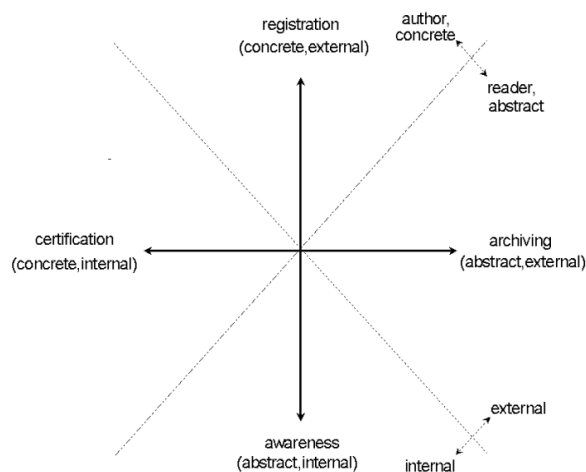 registration
(concrete,external)
author,
concrete
reader,
abstract
certification
(concrete,internal)
archiving
(abstract,external)
external
awareness
(abstract,internal)
internal